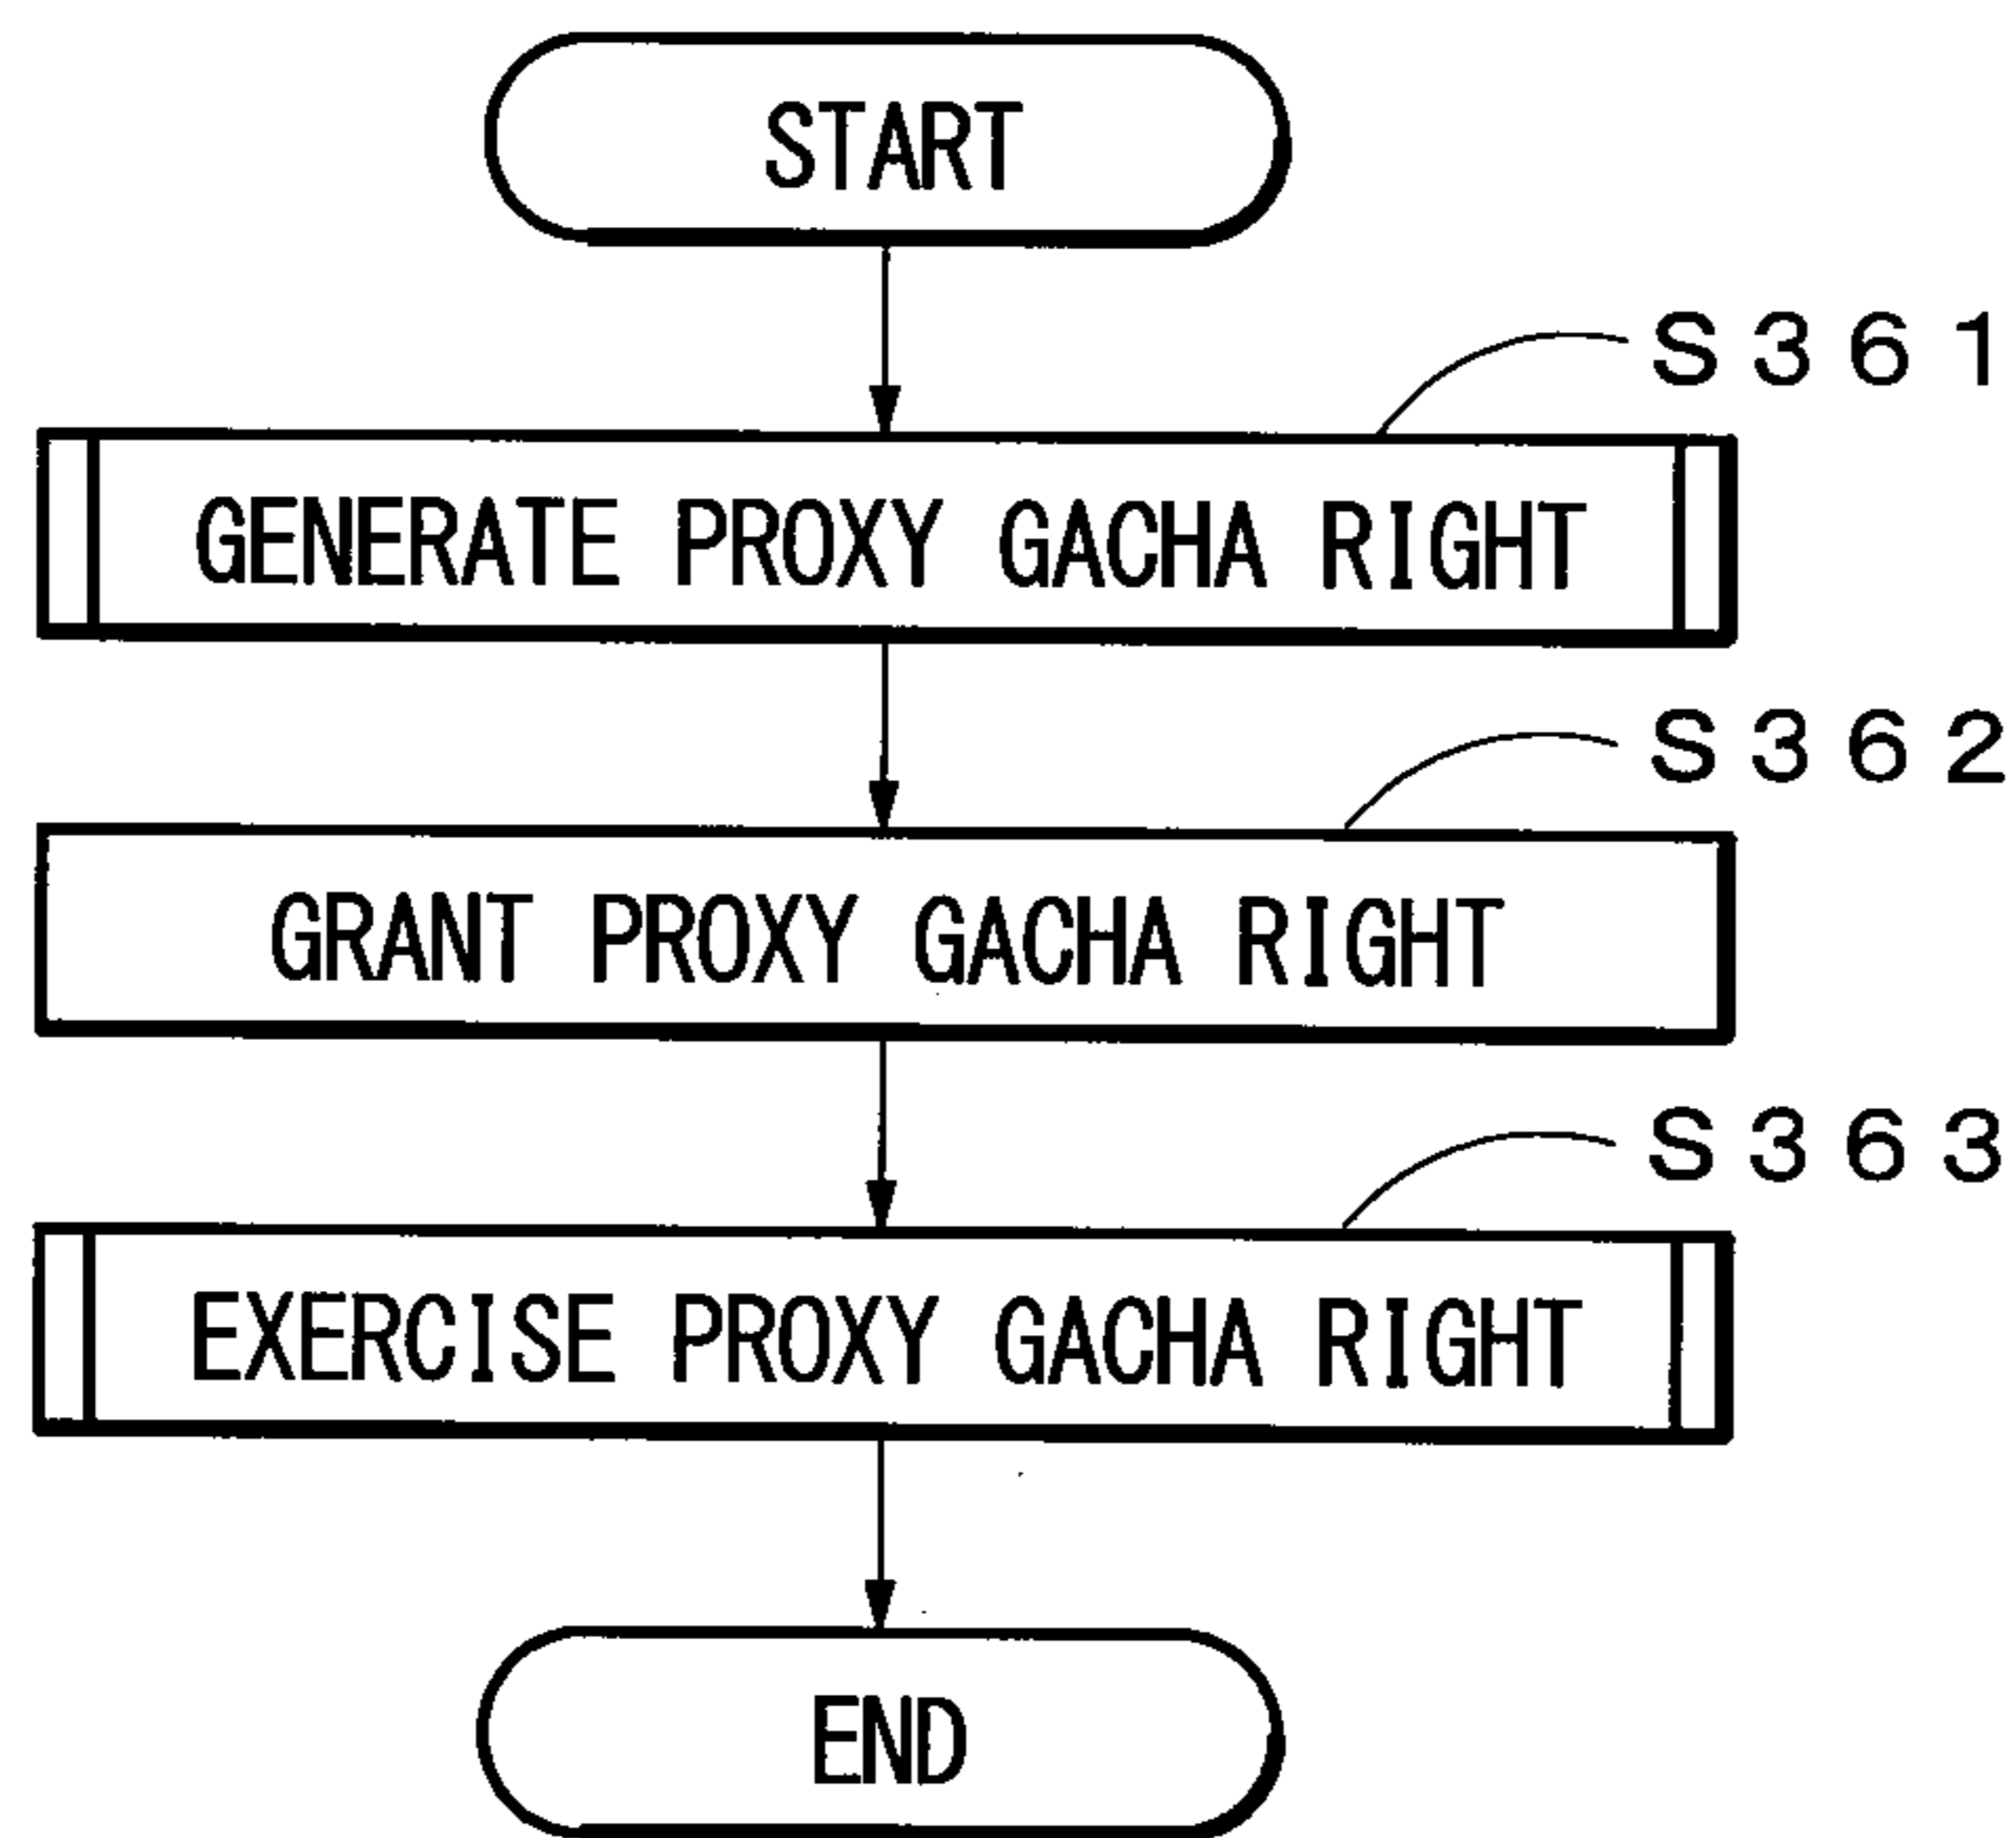 START
S361
GENERATE PROXY GACHA RIGHT
S362
GRANT PROXY GACHA RIGHT
S363
EXERCISE PROXY GACHA RIGHT
END